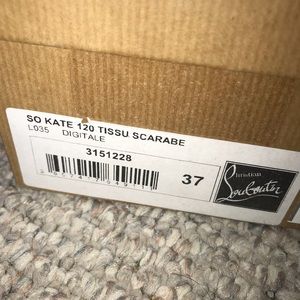 SO KATE 120 TISSU SCARABE
L035 DIGITALE
3151228
37
Christian
Louboutin